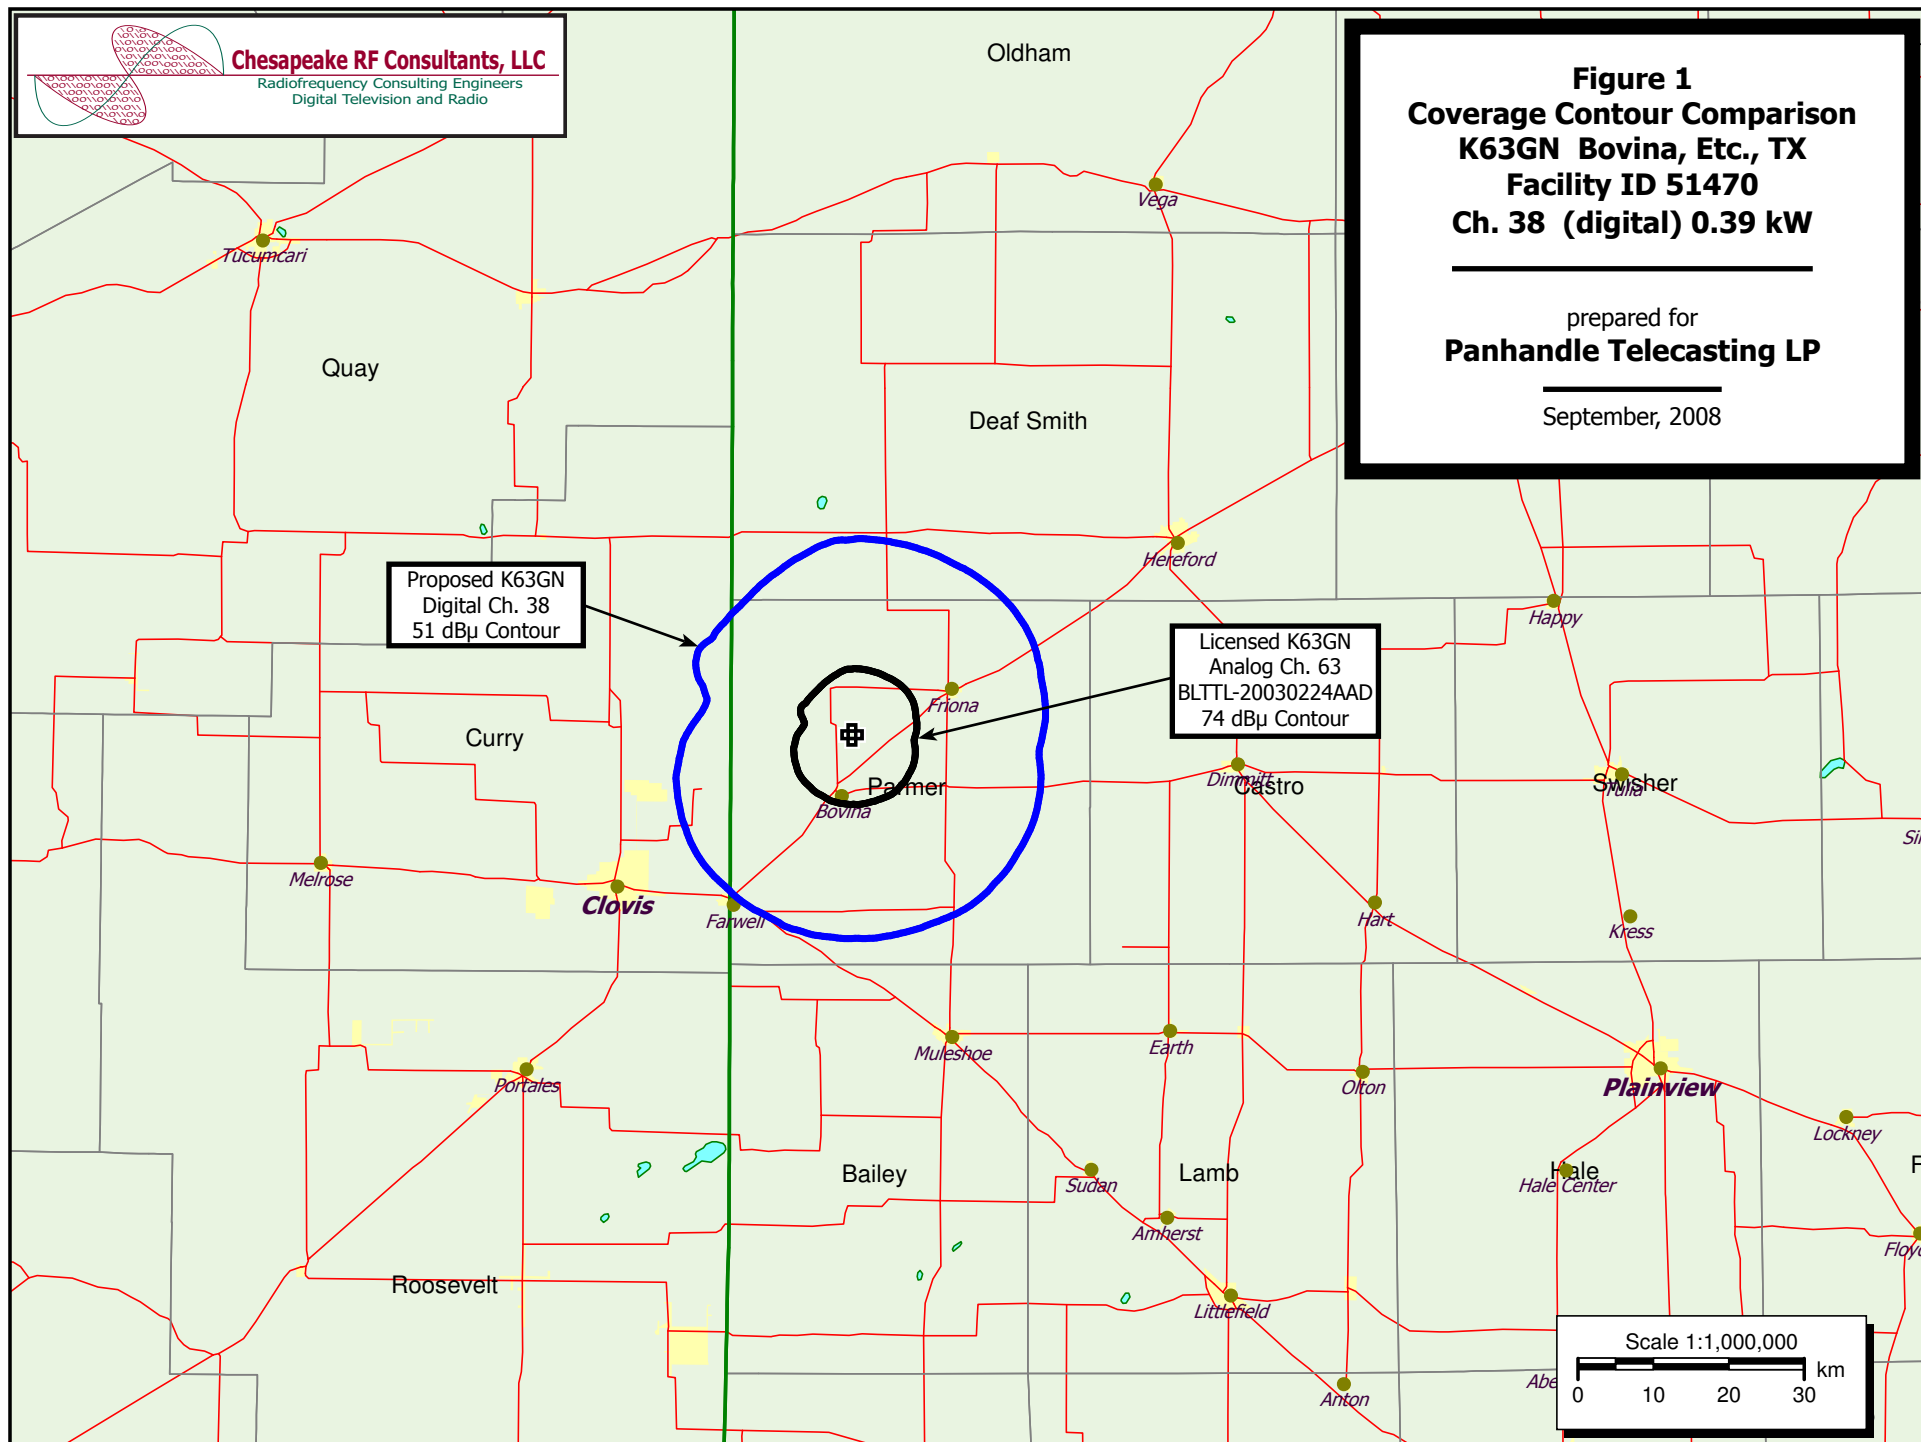 Chesapeake RF Consultants, LLC
Radiofrequency Consulting Engineers
Digital Television and Radio
Figure 1
Coverage Contour Comparison
K63GN Bovina, Etc., TX
Facility ID 51470
Ch. 38 (digital) 0.39 kW
prepared for
Panhandle Telecasting LP
September, 2008
Oldham
Vega
Tucumcari
Quay
Deaf Smith
Hereford
Proposed K63GN
Digital Ch. 38
51 dBµ Contour
Happy
Licensed K63GN
Analog Ch. 63
BLTTL-20030224AAD
74 dBµ Contour
Friona
Curry
Parmer
Bovina
Dimmitt
Castro
Swisher
Tulia
Melrose
Clovis
Farwell
Hart
Kress
Muleshoe
Earth
Portales
Olton
Plainview
Lockney
Bailey
Sudan
Lamb
Hale
Hale Center
Amherst
Roosevelt
Littlefield
Anton
Scale 1:1,000,000
km
0 10 20 30